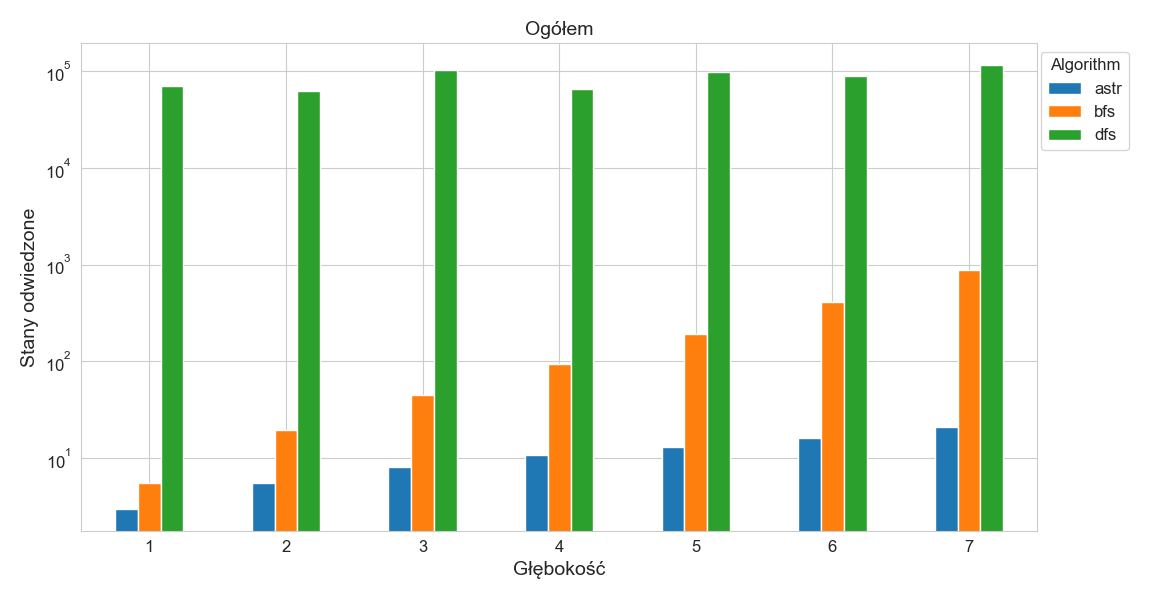 Ogółem
Stany odwiedzone
10^5
10^4
10^3
10^2
10^1
1 2 3 4 5 6 7
Głębokość
Algorithm
astr
bfs
dfs